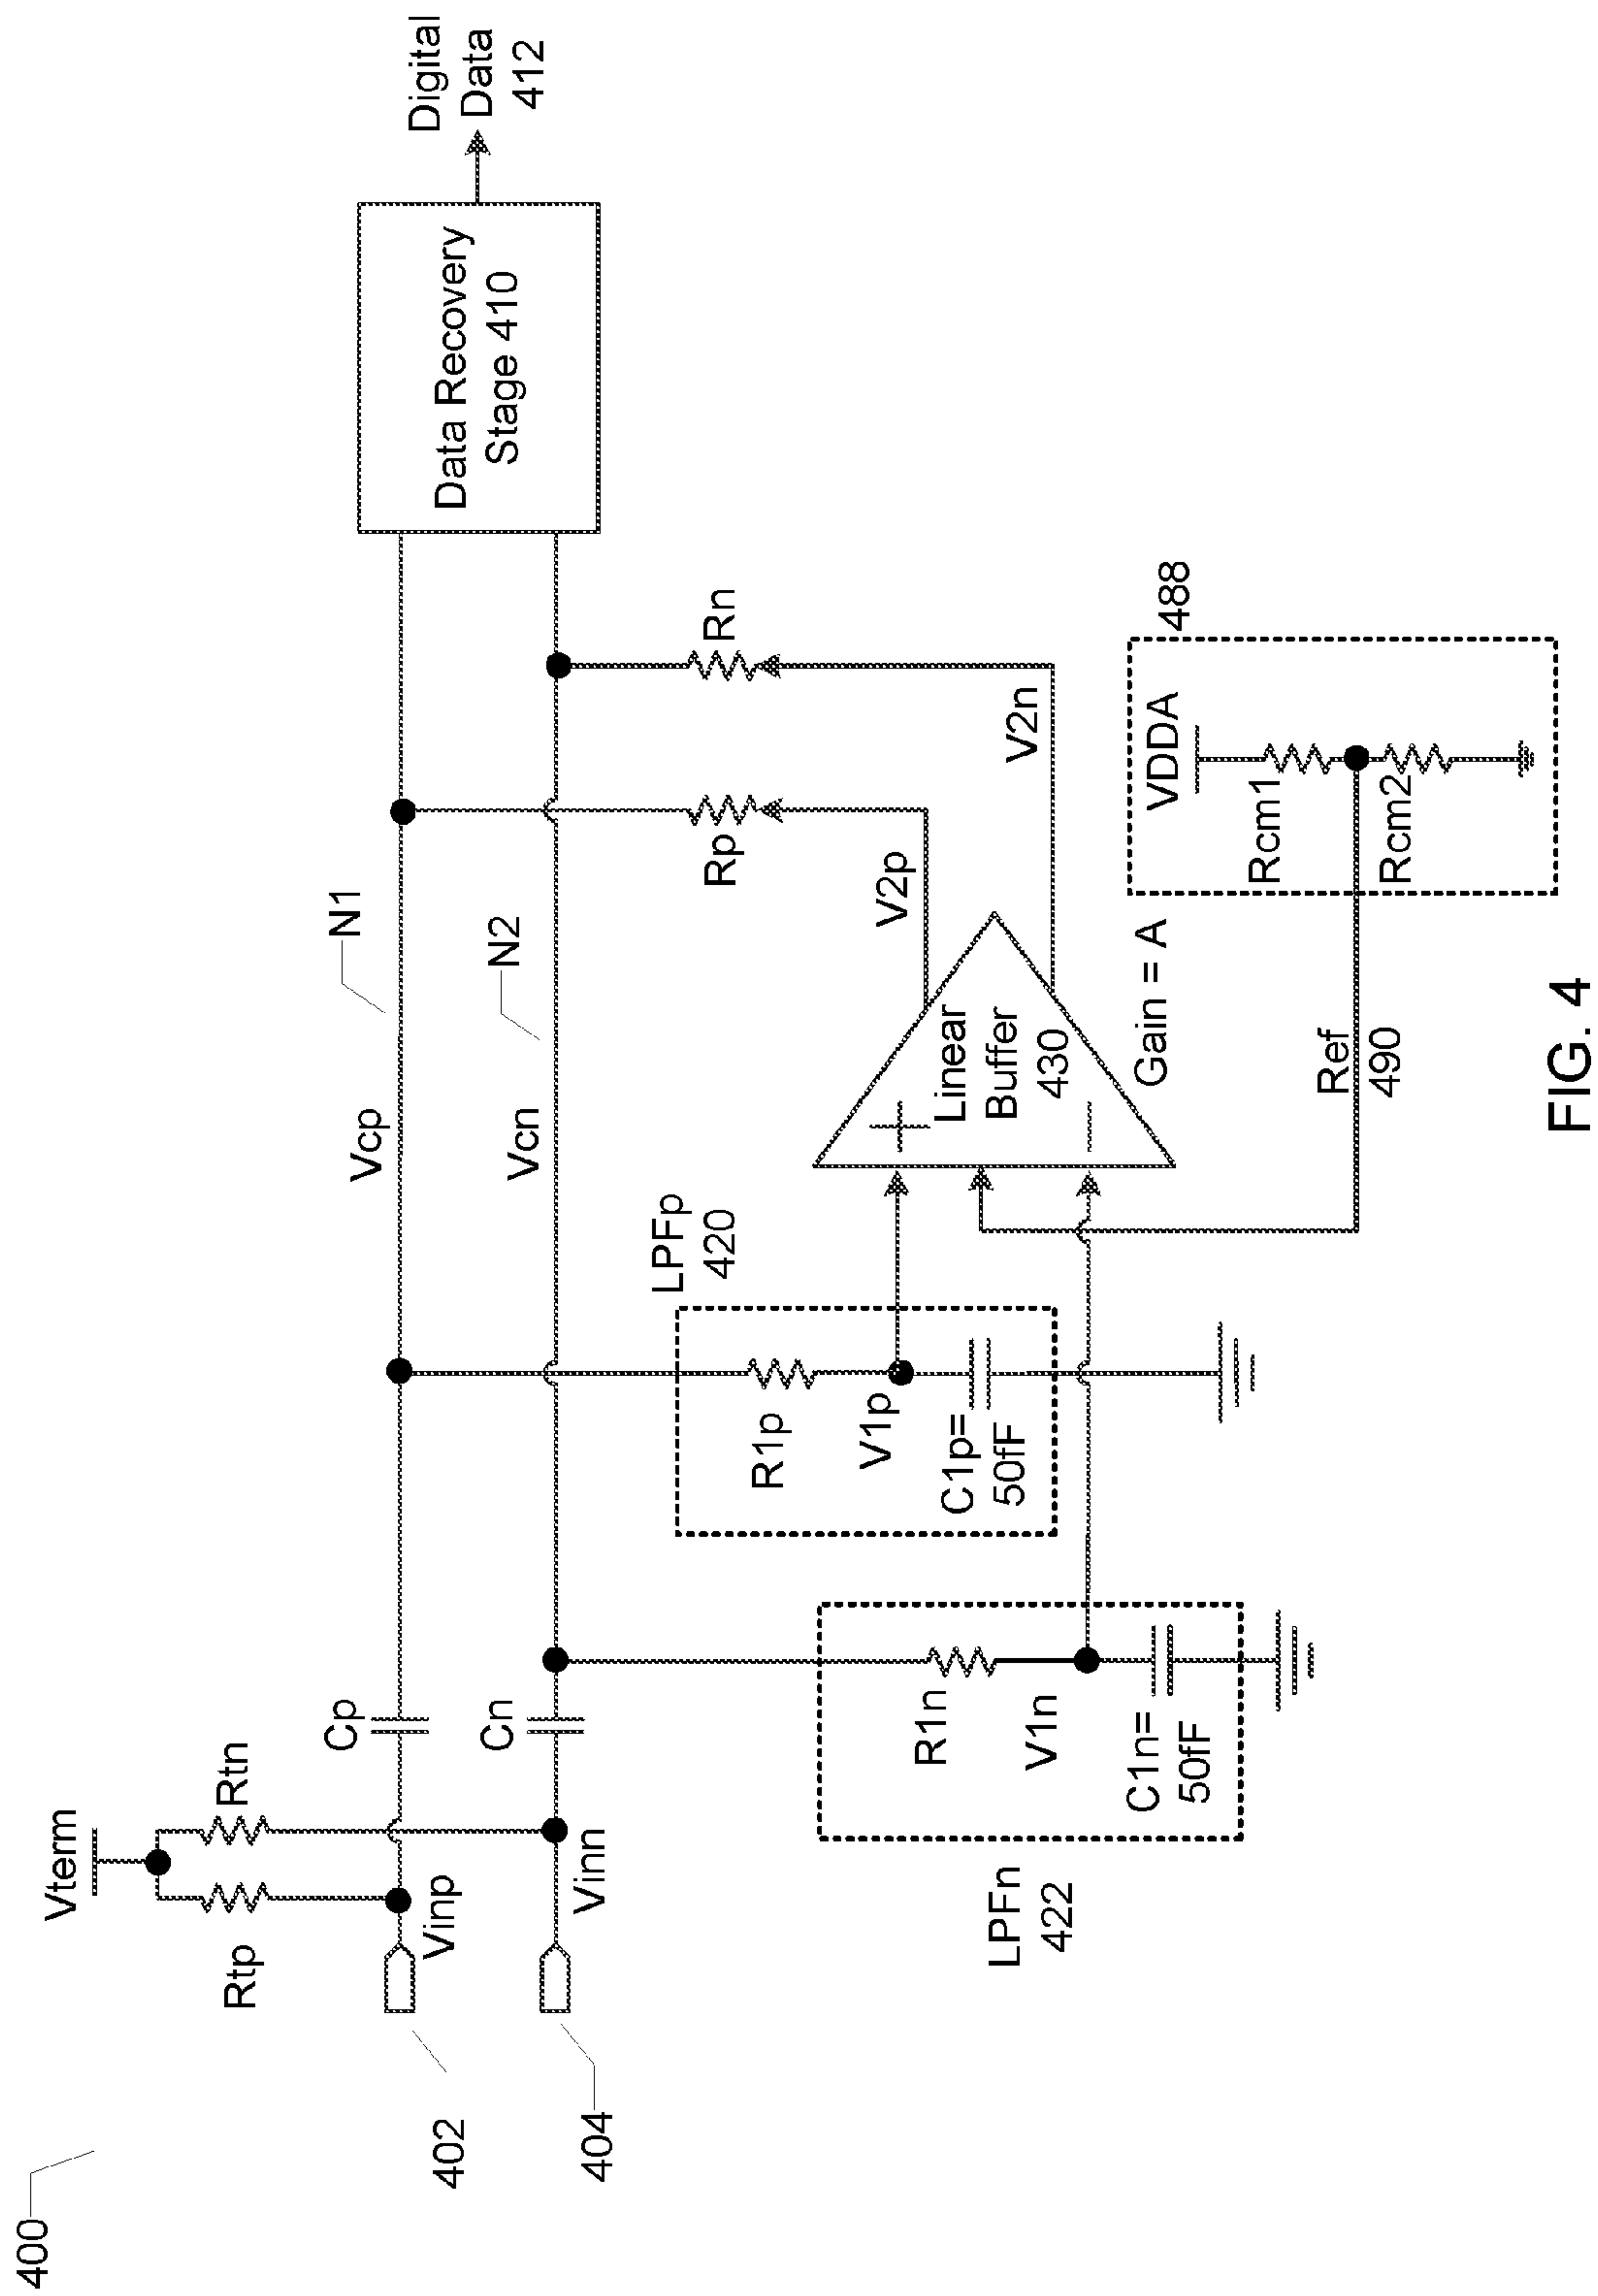 400
Vterm
Rtp
Rtn
402
Vinp
Cp
Vcp
N1
Data Recovery
Stage 410
Digital
Data
412
404
Vinn
Cn
Vcn
N2
LPFp
420
R1p
V1p
C1p=
50fF
Rp
Rn
V2p
V2n
LPFn
422
R1n
V1n
C1n=
50fF
Linear
Buffer
430
Gain = A
488
VDDA
Rcm1
Rcm2
Ref
490
FIG. 4